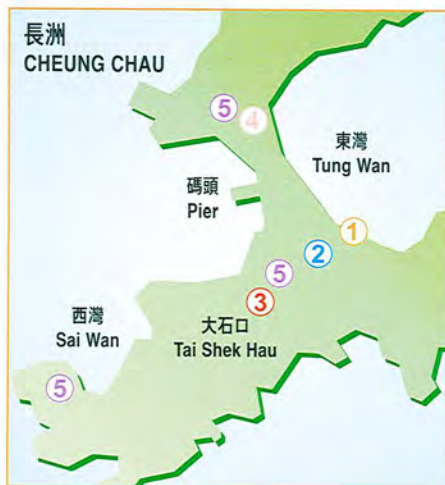 長洲
CHEUNG CHAU
5
4
東灣
Tung Wan
碼頭
Pier
1
2
5
3
西灣
Sai Wan
大石口
Tai Shek Hau
5